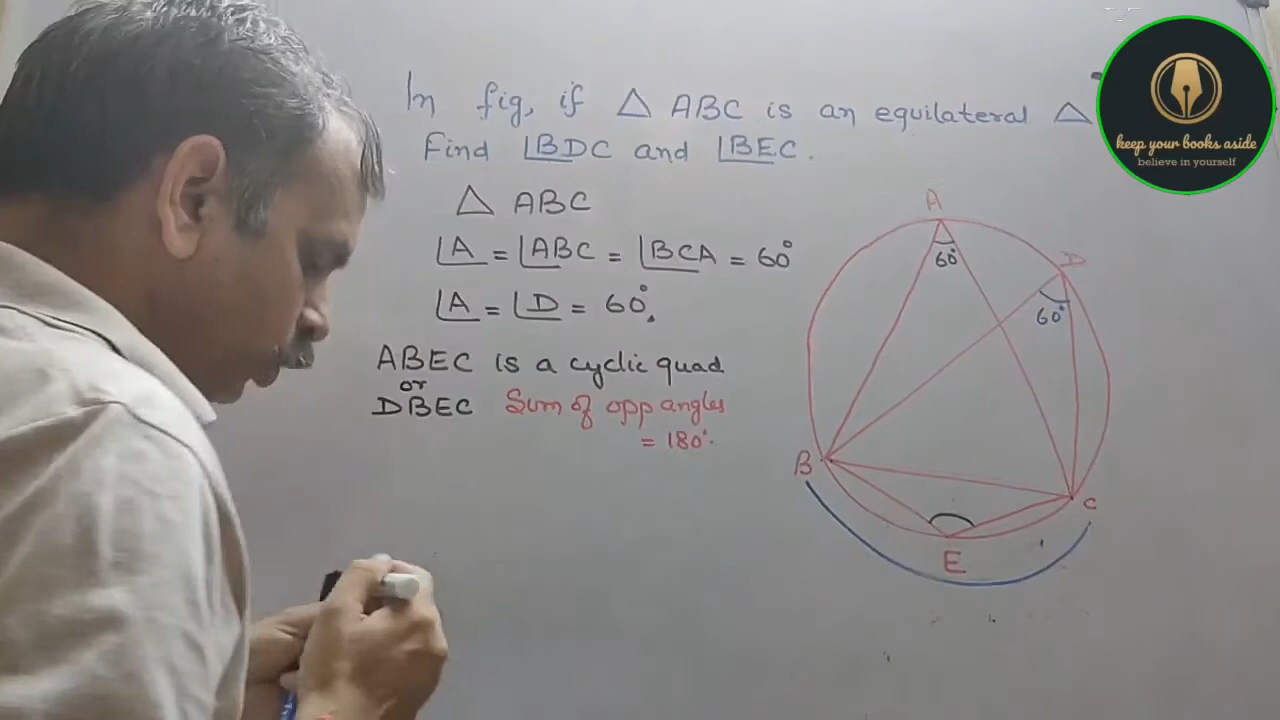 In fig, if △ ABC is an equilateral △
Find ∠BDC and ∠BEC.
△ ABC
∠A = ∠ABC = ∠BCA = 60°
∠A = ∠D = 60°,
ABEC is a cyclic quad
or
DBEC Sum of opp angles
= 180°.
A
60°
D
60°
B
C
E
keep your books aside
believe in yourself